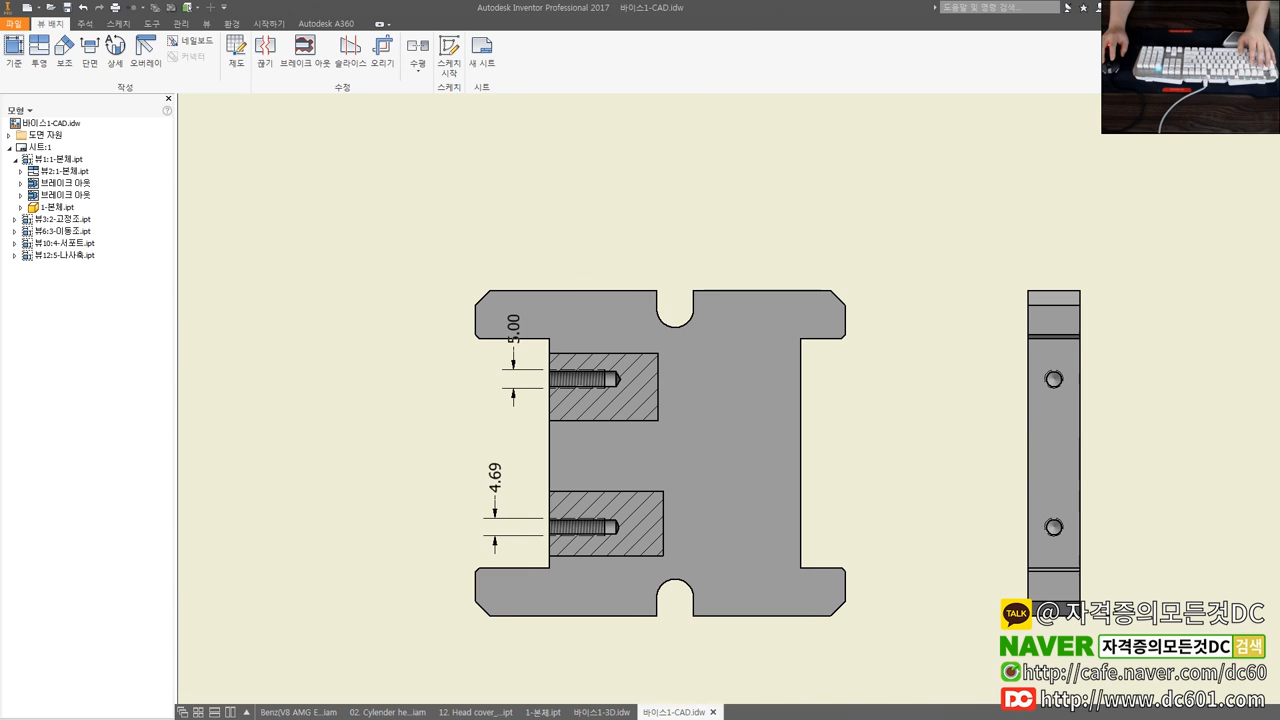 Autodesk Inventor Professional 2017 바이스1-CAD.idw
도움말 및 명령 검색...
파일 뷰 배치 주석 스케치 도구 관리 뷰 환경 시작하기 Autodesk A360
기준 투영 보조 단면 상세 오버레이 네일보드 커넥터 제도 끊기 브레이크 아웃 슬라이스 오리기 수평 스케치 시작 새 시트
작성 수정 스케치 시트
모형
바이스1-CAD.idw
도면 자원
시트:1
뷰1:1-본체.ipt
뷰2:1-본체.ipt
브레이크 아웃
브레이크 아웃
1-본체.ipt
뷰3:2-고정조.ipt
뷰6:3-이동조.ipt
뷰10:4-서포트.ipt
뷰12:5-나사축.ipt
5.00
4.69
TALK @ 자격증의모든것DC
NAVER 자격증의모든것DC 검색
http://cafe.naver.com/dc60
DC http://www.dc601.com
Benz(V8 AMG E...iam 02. Cylender he...iam 12. Head cover_...ipt 1-본체.ipt 바이스1-3D.idw 바이스1-CAD.idw